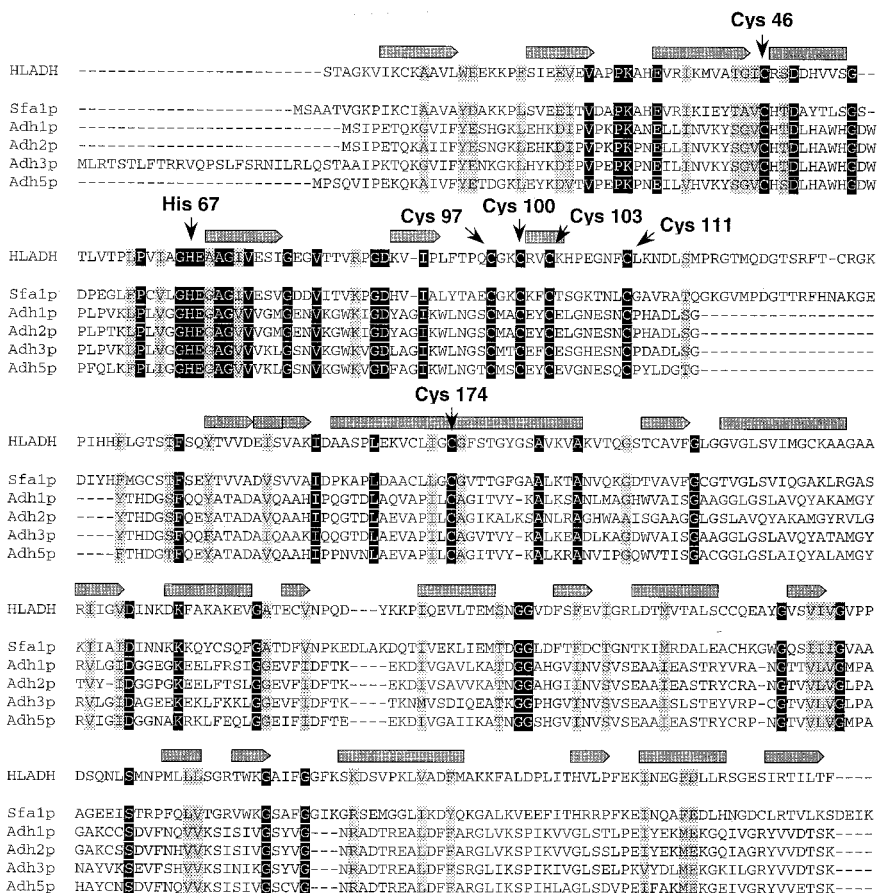 Cys 46
HLADH ------------------------STAGKVIKCKAAVLWEEKKPFSIEEVEVAPPKAHEVRIKMVATGICRSDDHVVSG--
Sfa1p ---------------------MSAATVGKPIKCIAAVAYDAKKPLSVEEITVDAPKAHEVRIKIEYTAVCHTDAYTLSGS-
Adh1p --------------------------MSIPETQKGVIFYESHGKLEHKDIPVPKPKANELLINVKYSGVCHTDLHAWHGDW
Adh2p --------------------------MSIPETQKAIIFYESNGKLEHKDIPVPKPKPNELLINVKYSGVCHTDLHAWHGDW
Adh3p MLRTSTLFTRRVQPSLFSRNILRLQSTAAIPKTQKGVIFYENKGKLHYKDIPVPEPKPNEILINVKYSGVCHTDLHAWHGDW
Adh5p ------------------------MPSQVIPEKQKAIVFYETDGKLEYKDVTVPEPKPNEILVHVKYSGVCHSDLHAWHGDW
His 67 Cys 97 Cys 100 Cys 103 Cys 111
HLADH TLVTPLPVIAGHEAAGIVESIGEGVTTVRPGDKV-IPLFTPQCGKCRVCKHPEGNFCLKNDLSMPRGTMQDGTSRFT-CRGK
Sfa1p DPEGLFPCVLGHEGAGIVESVGDDVITVKPGDHV-IALYTAECGKCKFCTSGKTNLCGAVRATQGKGVMPDGTTRFHNAKGE
Adh1p PLPVKLPLVGGHEGAGVVVGMGENVKGWKIGDYAGIKWLNGSCMACEYCELGNESNCPHADLSG------------------
Adh2p PLPTKLPLVGGHEGAGVVVGMGENVKGWKIGDYAGIKWLNGSCMACEYCELGNESNCPHADLSG------------------
Adh3p PLPVKLPLVGGHEGAGVVVKLGSNVKGWKVGDLAGIKWLNGSCMTCEFCESGHESNCPDADLSG------------------
Adh5p PFQLKFPLIGGHEGAGVVVKLGSNVKGWKVGDFAGIKWLNGTCMSCEYCEVGNESQCPYLDGTG------------------
Cys 174
HLADH PIHHFLGTSTFSQYTVVDEISVAKIDAASPLEKVCLIGCGFSTGYGSAVKVAKVTQGSTCAVFGLGGVGLSVIMGCKAAGAA
Sfa1p DIYHFMGCSTFSEYTVVADVSVVAIDPKAPLDAACLLGCGVTTGFGAALKTANVQKGDTVAVFGCGTVGLSVIQGAKLRGAS
Adh1p ----YTHDGSFQQYATADAVQAAHIPQGTDLAQVAPILCAGITVY-KALKSANLMAGHWVAISGAAGGLGSLAVQYAKAMGY
Adh2p ----YTHDGSFQEYATADAVQAAHIPQGTDLAEVAPILCAGITVYKALKSANLRAGHWAAISGAAGGLGSLAVQYAKAMGYRVLG
Adh3p ----YTHDGSFQQFATADAIQAAKIQQGTDLAEVAPVLCAGVTVY-KALKEADLKAGDWVAISGAAGGLGSLAVQYATAMGY
Adh5p ----FTHDGTFQEYATADAVQAAHIPPNVNLAEVAPILCAGITVY-KALKRANVIPGQWVTISGACGGLGSLAIQYALAMGY
HLADH RIIGVDINKDKFAKAKEVGATECVNPQD---YKKPIQEVLTEMSNGGVDFSFEVIGRLDTMVTALSCCQEAYGVSVIVGVPP
Sfa1p KIIAIDINNKKKQYCSQFGATDFVNPKEDLAKDQTIVEKLIEMTDGGLDFTFDCTGNTKIMRDALEACHKGWGQSIIIGVAA
Adh1p RVLGIDGGEGKEELFRSIGGEVFIDFTK----EKDIVGAVLKATDGGAHGVINVSVSEAAIEASTRYVRA-NGTTVLVGMPA
Adh2p TVY-IDGGPGKEELFTSLGGEVFIDFTK----EKDIVSAVVKATNGGAHGIINVSVSEAAIEASTRYCRA-NGTVVLVGLPA
Adh3p RVLGIDAGEEKEKLFKKLGGEVFIDFTK----TKNMVSDIQEATKGGPHGVINVSVSEAAISLSTEYVRP-CGTVVLVGLPA
Adh5p RVIGIDGGNAKRKLFEQLGGEIFIDFTE----EKDIVGAIIKATNGGSHGVINVSVSEAAIEASTRYCRP-NGTVVLVGMPA
HLADH DSQNLSMNPMLLLSGRTWKGAIFGGFKSKDSVPKLVADFMAKKFALDPLITHVLPFEKINEGFDLLRSGESIRTILTF----
Sfa1p AGEEISTRPFQLVTGRVWKGSAFGGIKGRSEMGGLIKDYQKGALKVEEFITHRRPFKEINQAFEDLHNGDCLRTVLKSDEIK
Adh1p GAKCCSDVFNQVVKSISIVGSYVG----NRADTREALDFFARGLVKSPIKVVGLSTLPEIYEKMEKGQIVGRYVVDTSK----
Adh2p GAKCSSDVFNHVVKSISIVGSYVG----NRADTREALDFFARGLVKSPIKVVGLSSLPEIYEKMEKGQIAGRYVVDTSK----
Adh3p NAYVKSEVFSHVVKSINIKGSYVG----NRADTREALDFFSRGLIKSPIKIVGLSELPKVYDLMEKGKILGRYVVDTSK----
Adh5p HAYCNSDVFNQVVKSISIVGSCVG----NRADTREALDFFARGLIKSPIHLAGLSDVPEIFAKMEKGEIVGRYVVETSK----